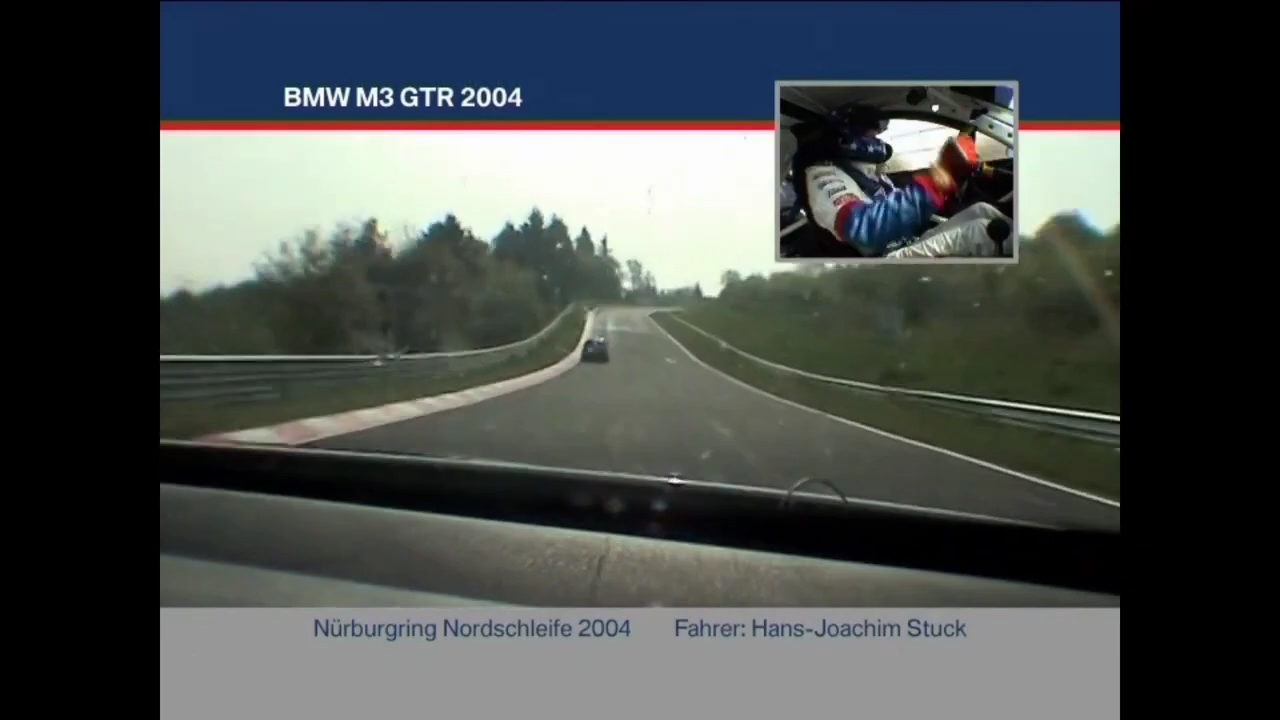 BMW M3 GTR 2004
Nürburgring Nordschleife 2004 Fahrer: Hans-Joachim Stuck